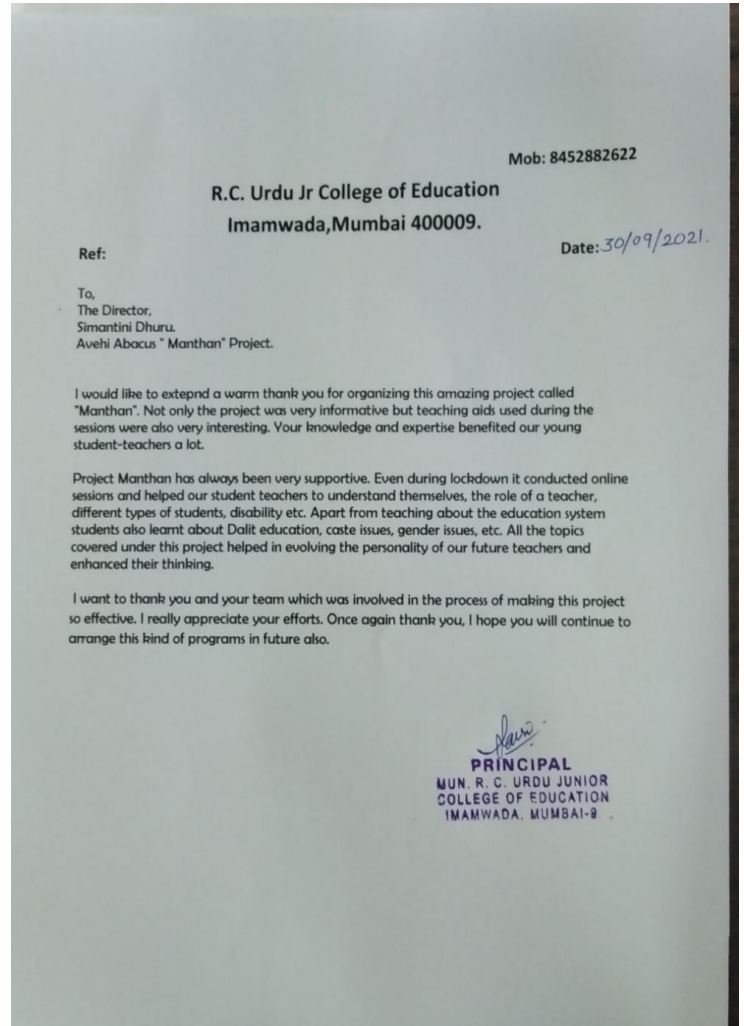 Mob: 8452882622
R.C. Urdu Jr College of Education
Imamwada,Mumbai 400009.
Ref:
Date: 30/09/2021.
To,
The Director,
Simantini Dhuru.
Avehi Abacus " Manthan" Project.
I would like to extepnd a warm thank you for organizing this amazing project called
"Manthan". Not only the project was very informative but teaching aids used during the
sessions were also very interesting. Your knowledge and expertise benefited our young
student-teachers a lot.
Project Manthan has always been very supportive. Even during lockdown it conducted online
sessions and helped our student teachers to understand themselves, the role of a teacher,
different types of students, disability etc. Apart from teaching about the education system
students also learnt about Dalit education, caste issues, gender issues, etc. All the topics
covered under this project helped in evolving the personality of our future teachers and
enhanced their thinking.
I want to thank you and your team which was involved in the process of making this project
so effective. I really appreciate your efforts. Once again thank you, I hope you will continue to
arrange this kind of programs in future also.
PRINCIPAL
MUN. R. C. URDU JUNIOR
COLLEGE OF EDUCATION
IMAMWADA, MUMBAI-9.